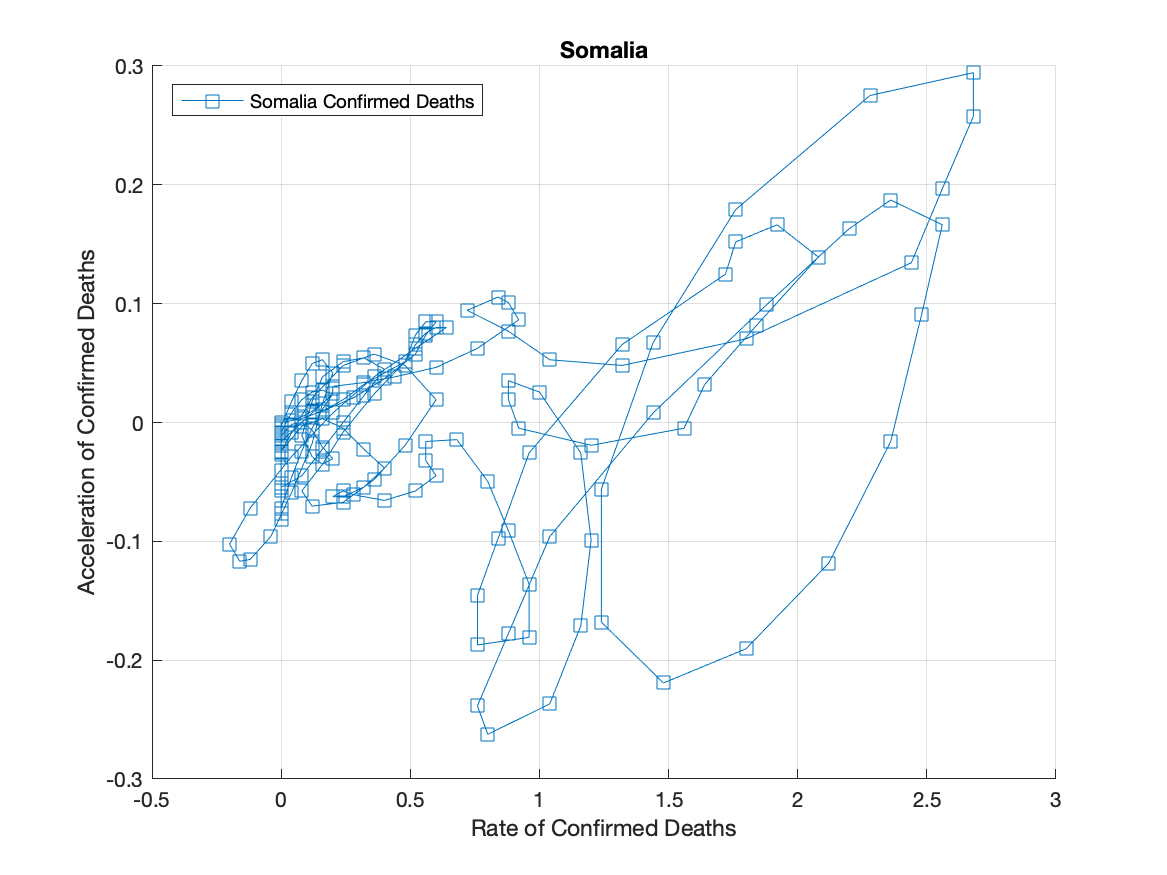 Somalia
Somalia Confirmed Deaths
Acceleration of Confirmed Deaths
0.3
0.2
0.1
0
-0.1
-0.2
-0.3
-0.5 0 0.5 1 1.5 2 2.5 3
Rate of Confirmed Deaths